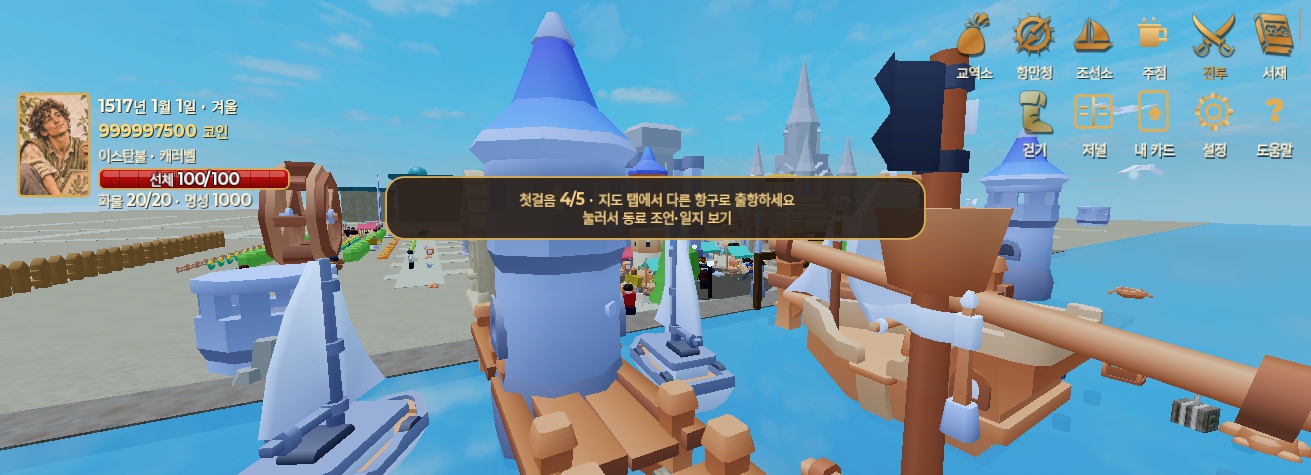 1517년 1월 1일 · 겨울
999997500 코인
이스탄불 · 캐러벨
선체 100/100
화물 20/20 · 명성 1000
첫걸음 4/5 · 지도 탭에서 다른 항구로 출항하세요
눌러서 동료 조언·일지 보기
교역소 항만청 조선소 주점 전투 서재
걷기 저널 내 카드 설정 도움말